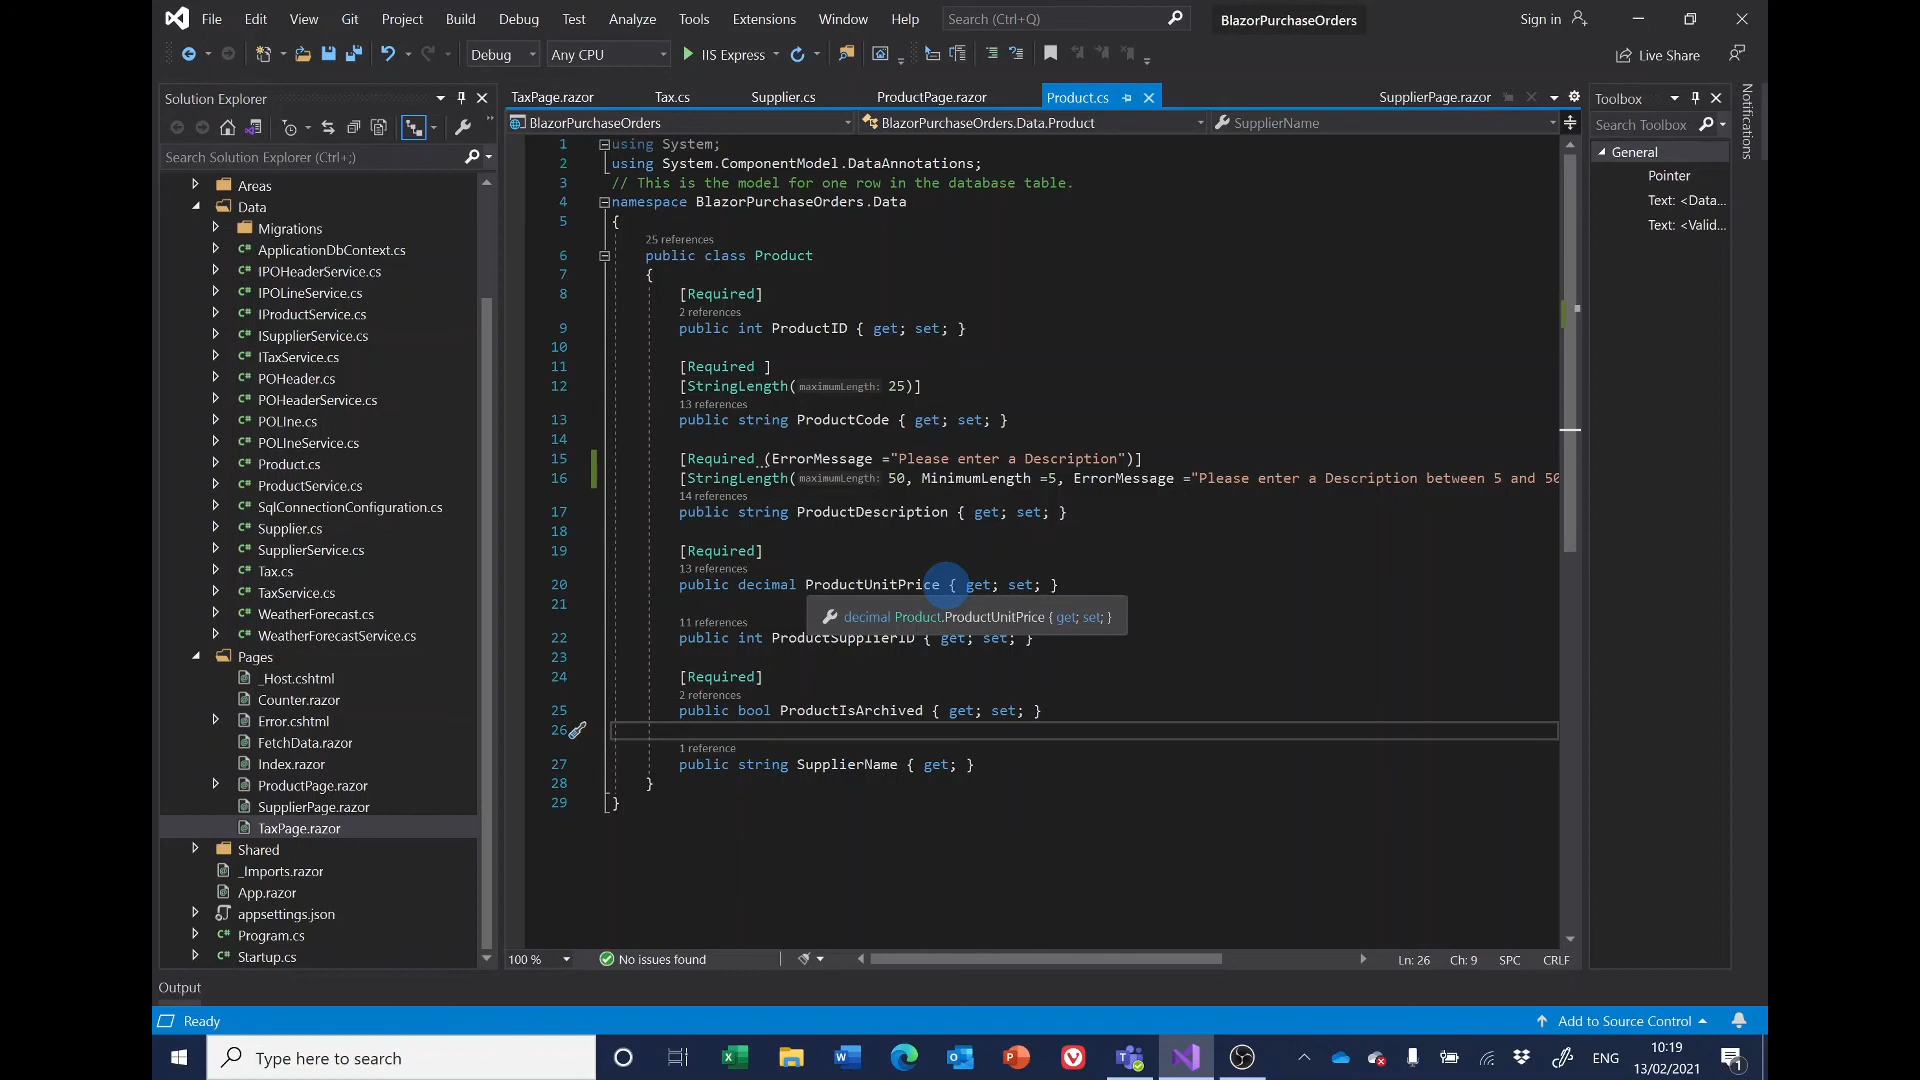 File Edit View Git Project Build Debug Test Analyze Tools Extensions Window Help Search (Ctrl+Q) BlazorPurchaseOrders Sign in
Debug Any CPU IIS Express Live Share
Solution Explorer
Search Solution Explorer (Ctrl+;)
Areas
Data
Migrations
ApplicationDbContext.cs
IPOHeaderService.cs
IPOLineService.cs
IProductService.cs
ISupplierService.cs
ITaxService.cs
POHeader.cs
POHeaderService.cs
POLIne.cs
POLIneService.cs
Product.cs
ProductService.cs
SqlConnectionConfiguration.cs
Supplier.cs
SupplierService.cs
Tax.cs
TaxService.cs
WeatherForecast.cs
WeatherForecastService.cs
Pages
_Host.cshtml
Counter.razor
Error.cshtml
FetchData.razor
Index.razor
ProductPage.razor
SupplierPage.razor
TaxPage.razor
Shared
_Imports.razor
App.razor
appsettings.json
Program.cs
Startup.cs
TaxPage.razor Tax.cs Supplier.cs ProductPage.razor Product.cs SupplierPage.razor
BlazorPurchaseOrders BlazorPurchaseOrders.Data.Product SupplierName
1 using System;
2 using System.ComponentModel.DataAnnotations;
3 // This is the model for one row in the database table.
4 namespace BlazorPurchaseOrders.Data
5 {
25 references
6 public class Product
7 {
8 [Required]
2 references
9 public int ProductID { get; set; }
10
11 [Required ]
12 [StringLength(maximumLength: 25)]
13 references
13 public string ProductCode { get; set; }
14
15 [Required (ErrorMessage ="Please enter a Description")]
16 [StringLength(maximumLength: 50, MinimumLength =5, ErrorMessage ="Please enter a Description between 5 and 50
14 references
17 public string ProductDescription { get; set; }
18
19 [Required]
13 references
20 public decimal ProductUnitPrice { get; set; }
21 decimal Product.ProductUnitPrice { get; set; }
11 references
22 public int ProductSupplierID { get; set; }
23
24 [Required]
2 references
25 public bool ProductIsArchived { get; set; }
26
1 reference
27 public string SupplierName { get; }
28 }
29 }
100 % No issues found Ln: 26 Ch: 9 SPC CRLF
Toolbox
Search Toolbox
General
Pointer
Text: <Data...
Text: <Valid...
Notifications
Output
Ready Add to Source Control
Type here to search ENG 10:19
13/02/2021 1